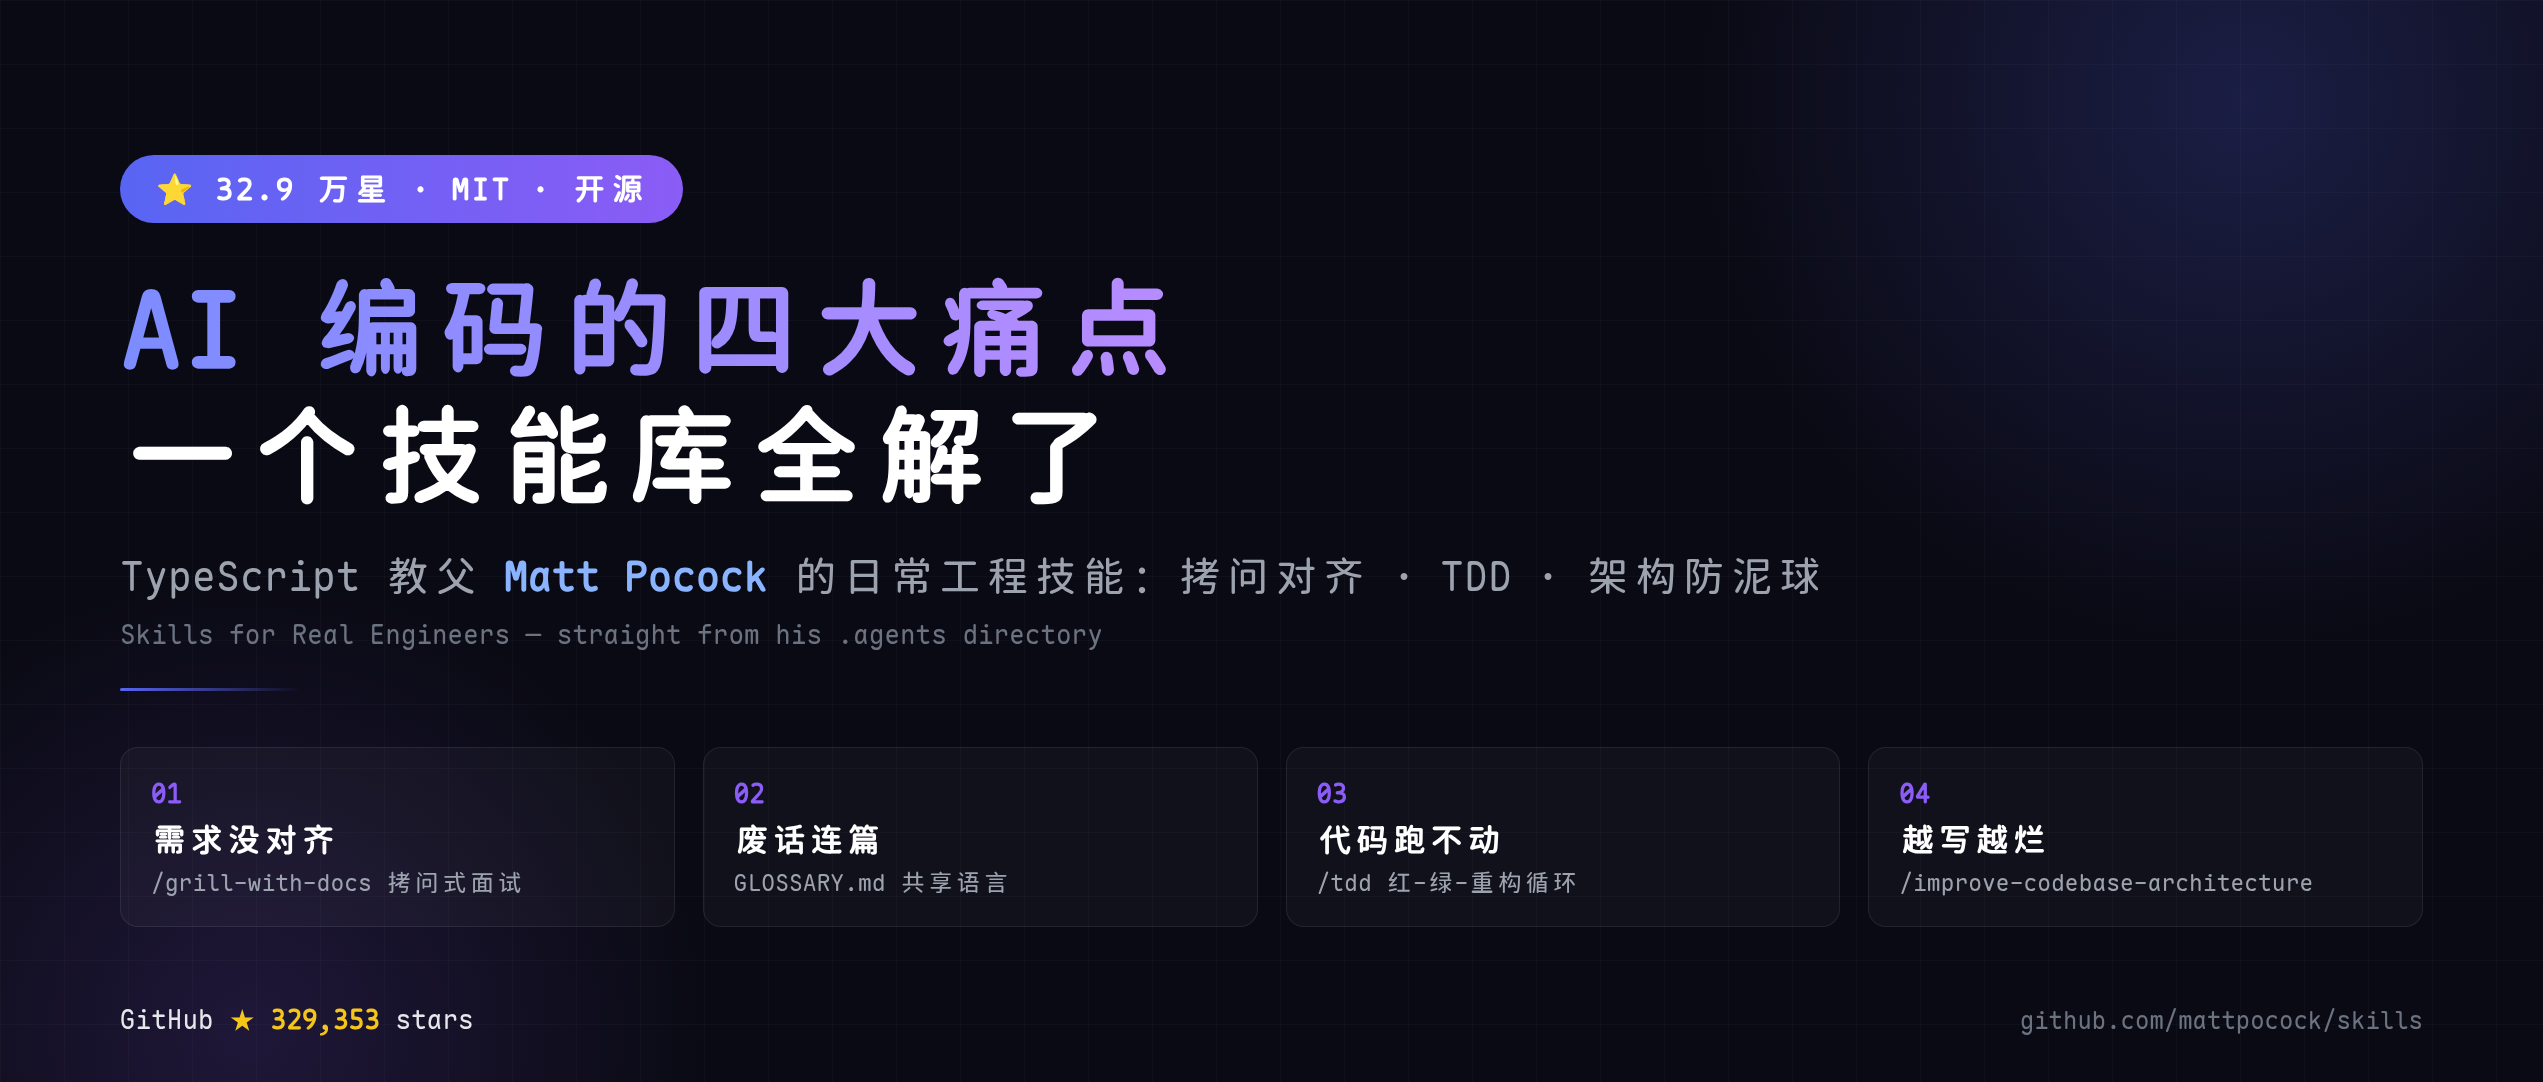 ⭐ 32.9 万星 · MIT · 开源
AI 编码的四大痛点
一个技能库全解了
TypeScript 教父 Matt Pocock 的日常工程技能：拷问对齐 · TDD · 架构防泥球
Skills for Real Engineers — straight from his .agents directory
01
需求没对齐
/grill-with-docs 拷问式面试
02
废话连篇
GLOSSARY.md 共享语言
03
代码跑不动
/tdd 红-绿-重构循环
04
越写越烂
/improve-codebase-architecture
GitHub ★ 329,353 stars
github.com/mattpocock/skills